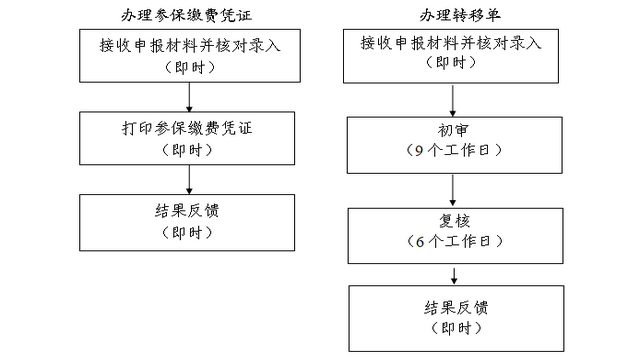 办理参保缴费凭证
接收申报材料并核对录入
（即时）
打印参保缴费凭证
（即时）
结果反馈
（即时）
办理转移单
接收申报材料并核对录入
（即时）
初审
（9个工作日）
复核
（6个工作日）
结果反馈
（即时）